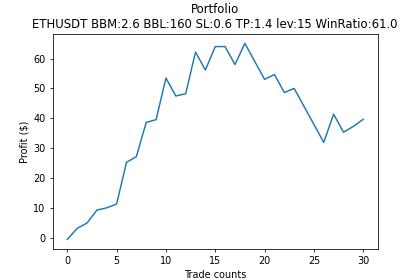 Portfolio
ETHUSDT BBM:2.6 BBL:160 SL:0.6 TP:1.4 lev:15 WinRatio:61.0
60
50
40
30
20
10
0
Profit ($)
0 5 10 15 20 25 30
Trade counts